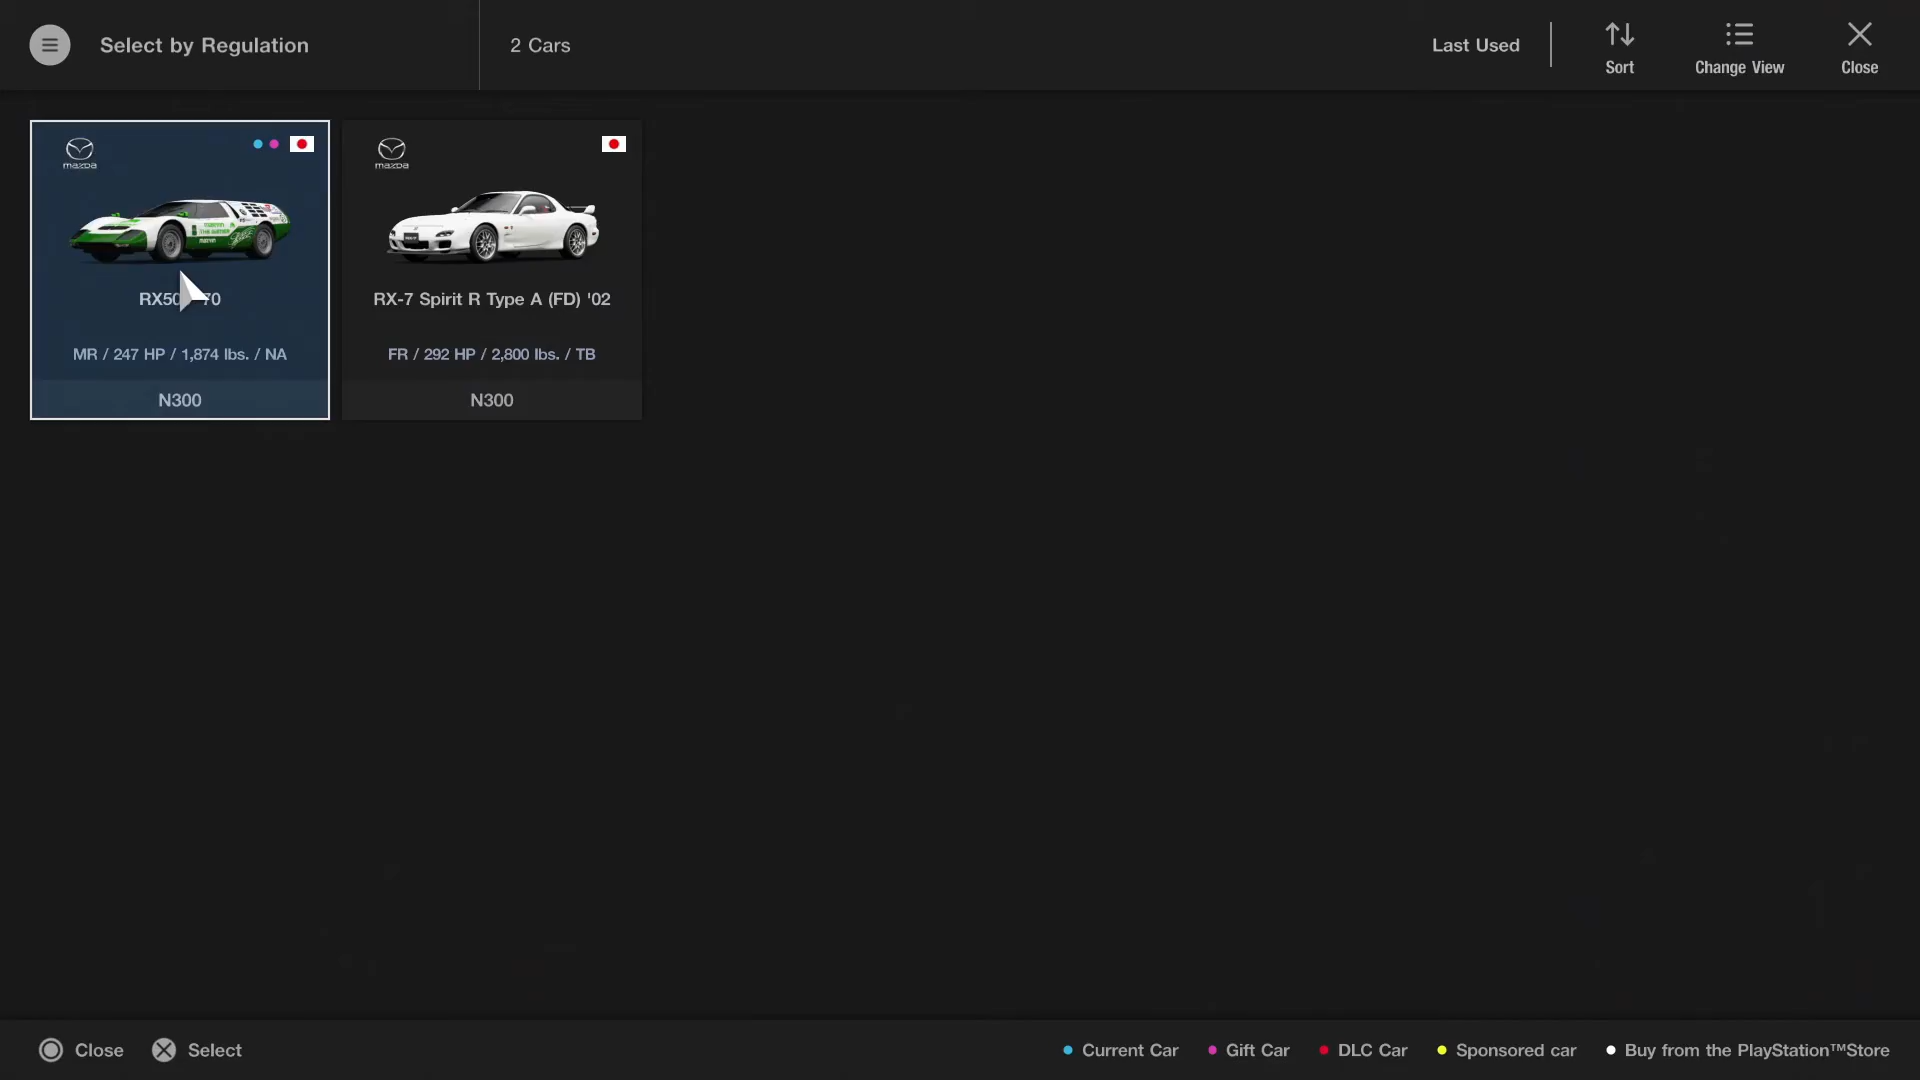 Select by Regulation
2 Cars
Last Used
Sort
Change View
Close
mazda
RX50 70
MR / 247 HP / 1,874 lbs. / NA
N300
mazda
RX-7 Spirit R Type A (FD) '02
FR / 292 HP / 2,800 lbs. / TB
N300
Close
Select
Current Car
Gift Car
DLC Car
Sponsored car
Buy from the PlayStation™Store